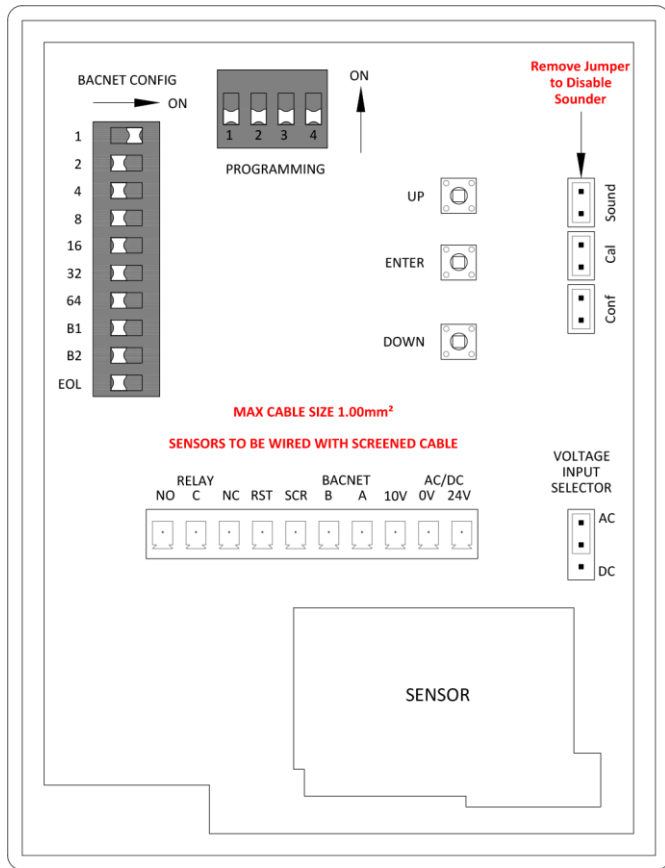 BACNET CONFIG
ON
1
2
4
8
16
32
64
B1
B2
EOL
1 2 3 4
PROGRAMMING
ON
Remove Jumper
to Disable
Sounder
UP
ENTER
DOWN
Sound
Cal
Conf
MAX CABLE SIZE 1.00mm²
SENSORS TO BE WIRED WITH SCREENED CABLE
RELAY BACNET AC/DC
NO C NC RST SCR B A 10V 0V 24V
VOLTAGE
INPUT
SELECTOR
AC
DC
SENSOR